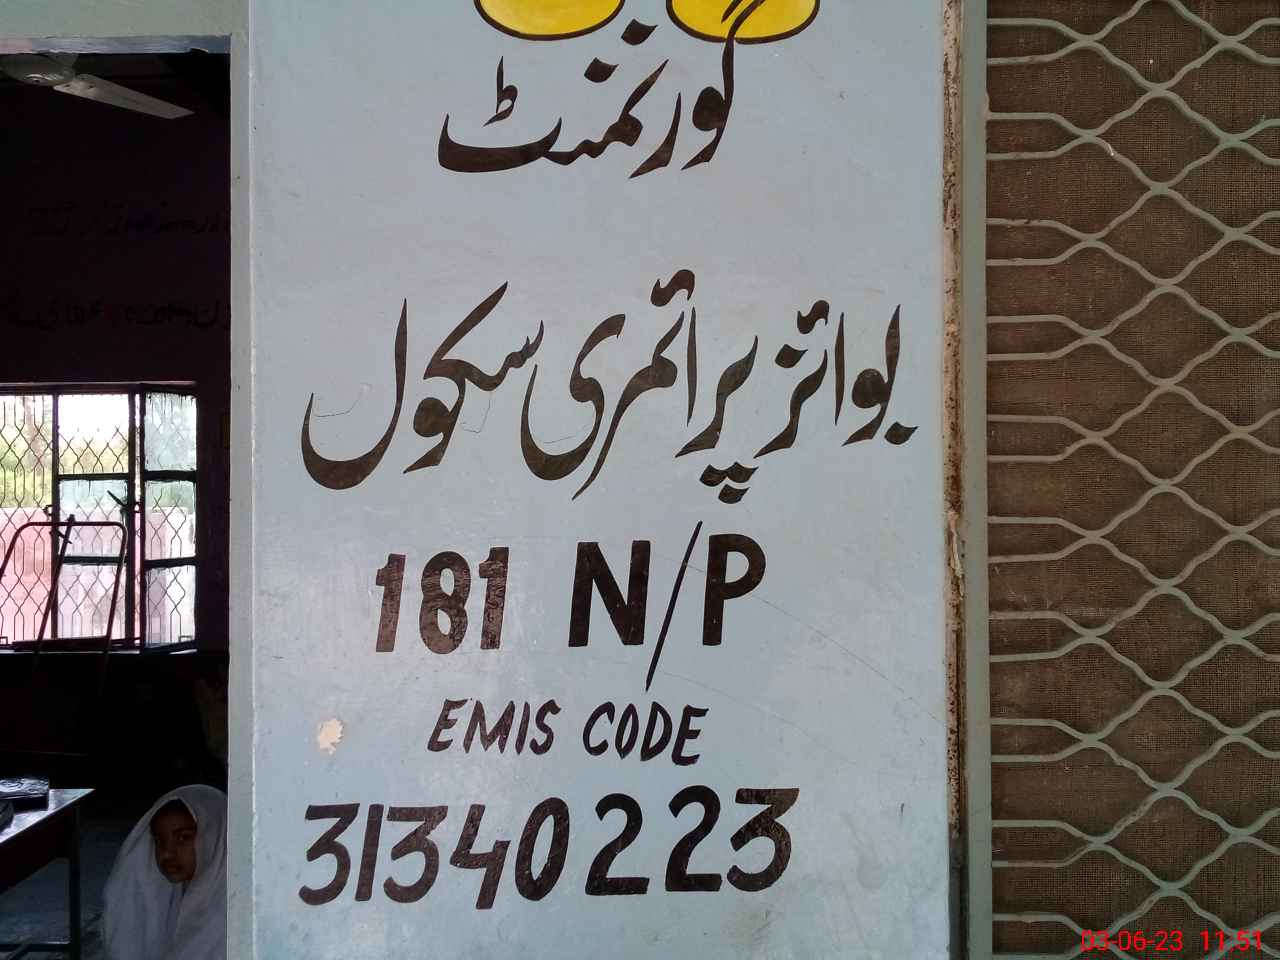 گورنمنٹ
بوائز پرائمری سکول
181 N/P
EMIS CODE
31340223
03-06-23 11:51